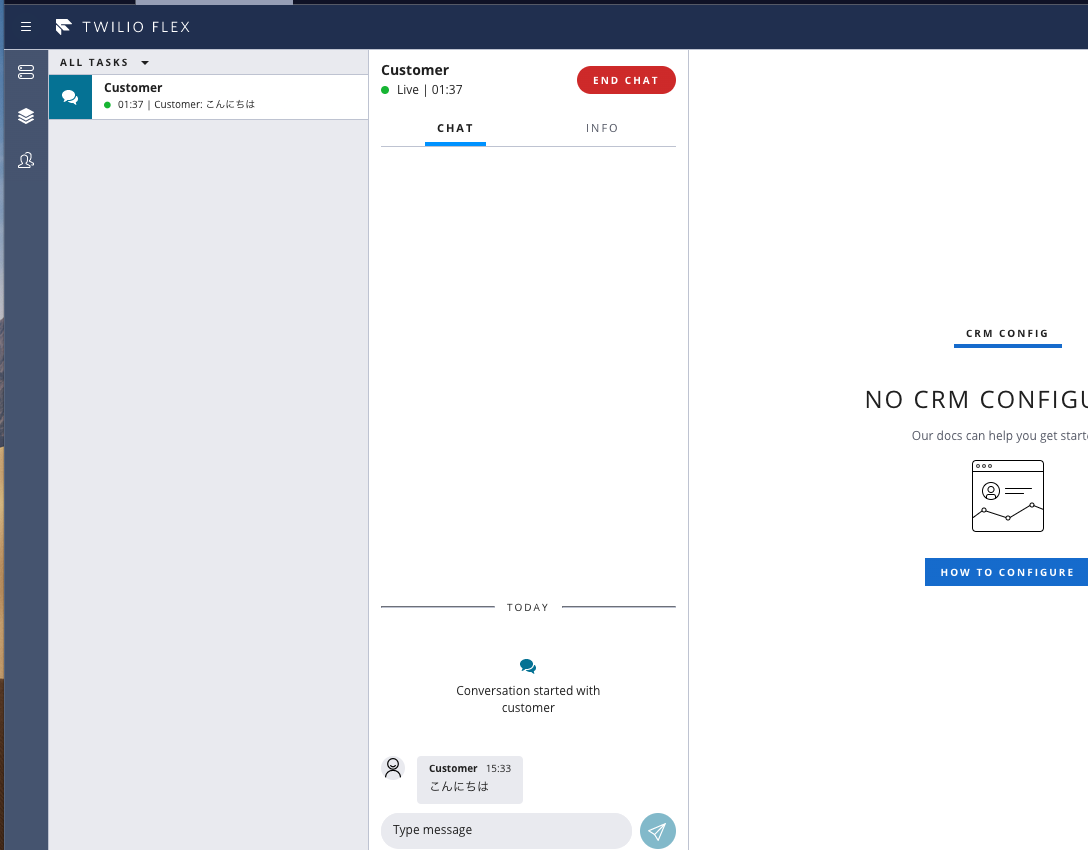 TWILIO FLEX
ALL TASKS
Customer
01:37 | Customer: こんにちは
Customer
Live | 01:37
END CHAT
CHAT
INFO
TODAY
Conversation started with
customer
Customer 15:33
こんにちは
Type message
CRM CONFIG
NO CRM
Our docs can help you get
HOW TO CONFIGURE